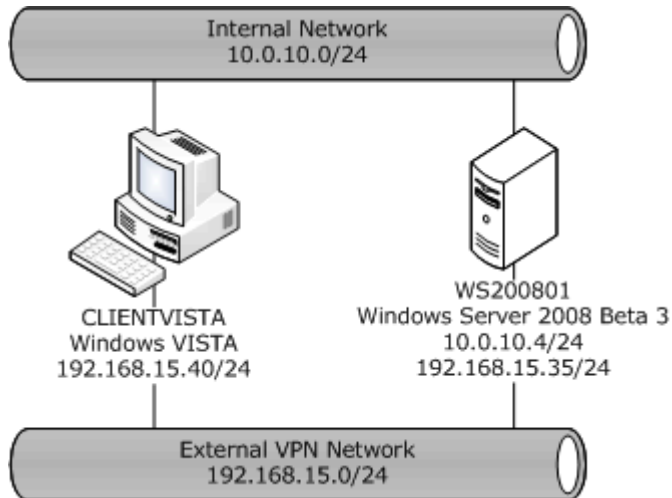 Internal Network
10.0.10.0/24
CLIENTVISTA
Windows VISTA
192.168.15.40/24
WS200801
Windows Server 2008 Beta 3
10.0.10.4/24
192.168.15.35/24
External VPN Network
192.168.15.0/24